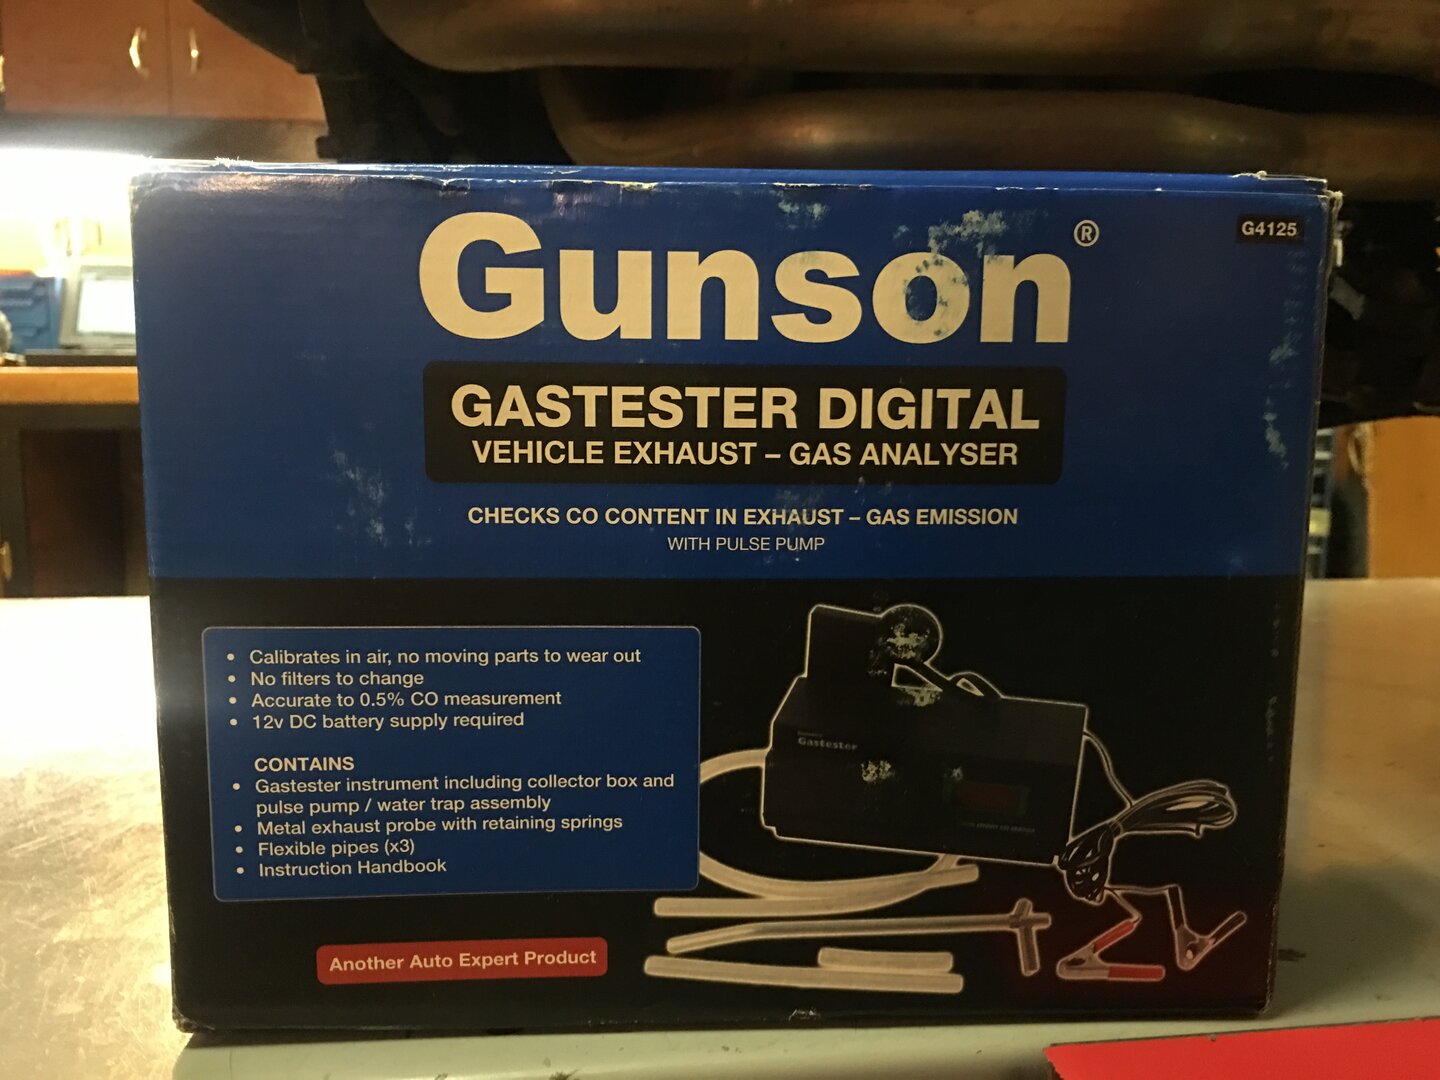 Gunson®
G4125
GASTESTER DIGITAL
VEHICLE EXHAUST – GAS ANALYSER
CHECKS CO CONTENT IN EXHAUST – GAS EMISSION
WITH PULSE PUMP
• Calibrates in air, no moving parts to wear out
• No filters to change
• Accurate to 0.5% CO measurement
• 12v DC battery supply required
CONTAINS
• Gastester instrument including collector box and
pulse pump / water trap assembly
• Metal exhaust probe with retaining springs
• Flexible pipes (x3)
• Instruction Handbook
Gastester
Another Auto Expert Product